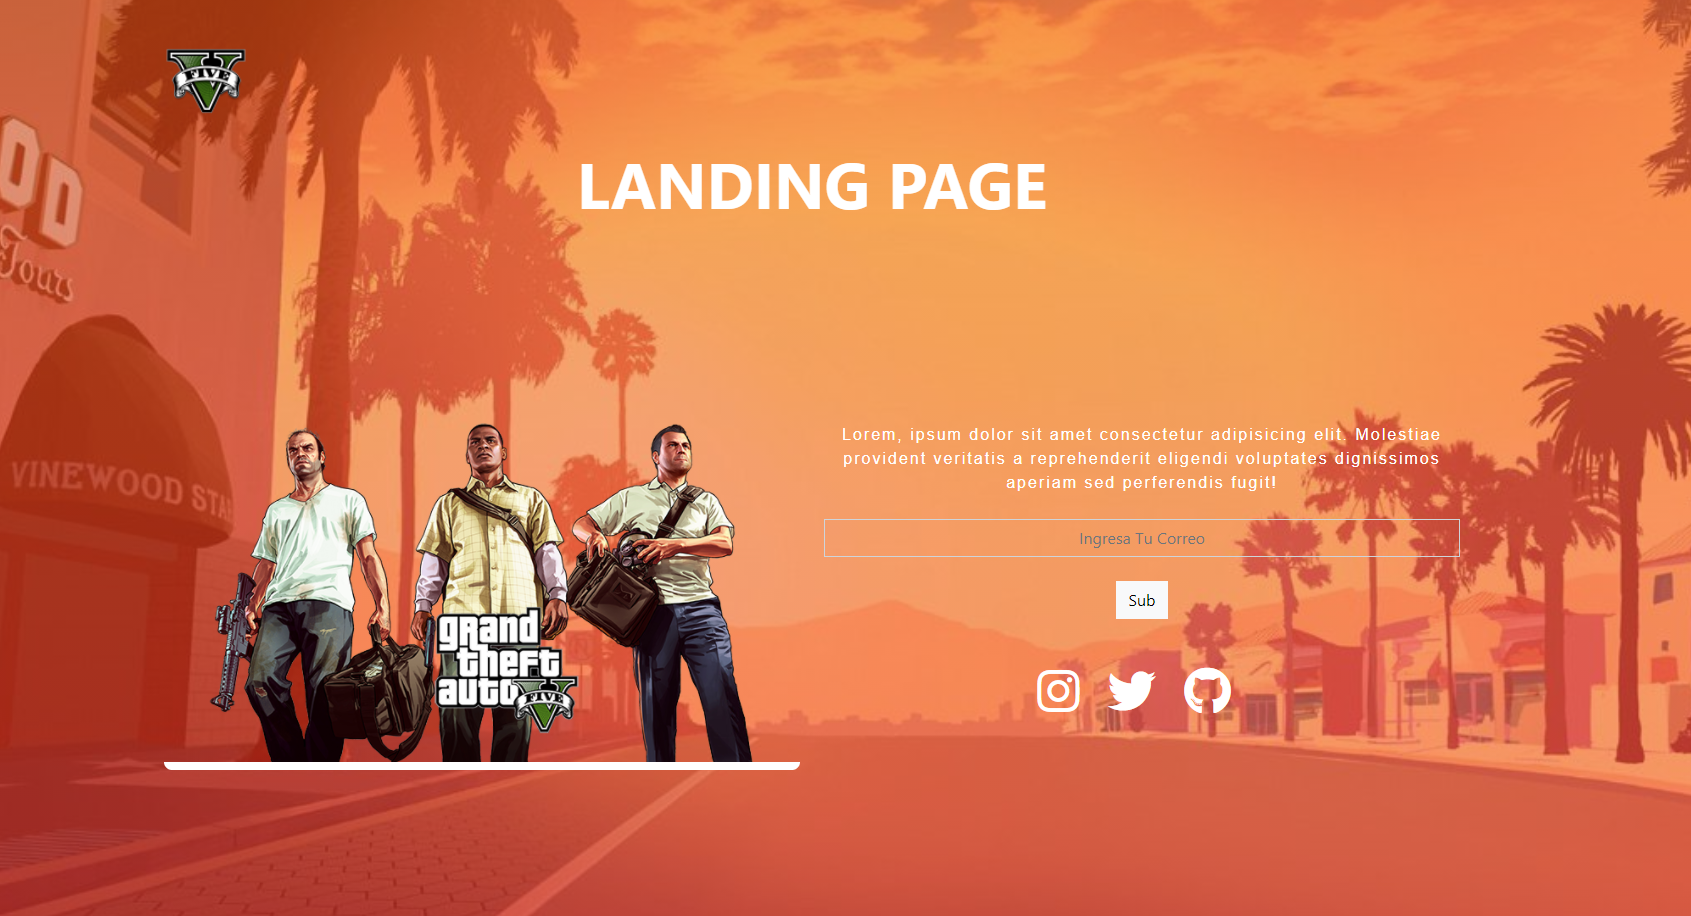 FIVE
LANDING PAGE
OD
Tours
VINEWOOD STA
Lorem, ipsum dolor sit amet consectetur adipisicing elit. Molestiae
provident veritatis a reprehenderit eligendi voluptates dignissimos
aperiam sed perferendis fugit!
Ingresa Tu Correo
Sub
grand
theft
auto
FIVE